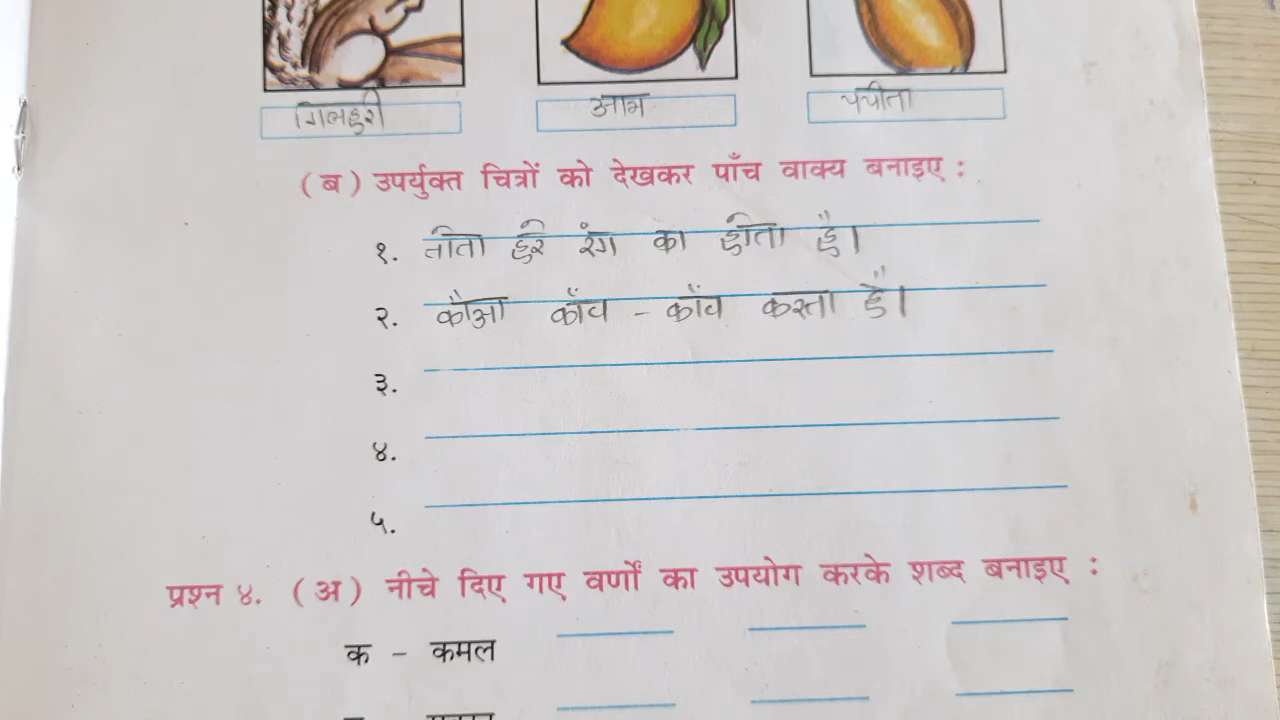 गिलहरी आम पपीता
(ब) उपर्युक्त चित्रों को देखकर पाँच वाक्य बनाइए :
१. तोता हरे रंग का होता है।
२. कौआ काँव - काँव करता है।
३.
४.
५.
प्रश्न ४. (अ) नीचे दिए गए वर्णों का उपयोग करके शब्द बनाइए :
क - कमल